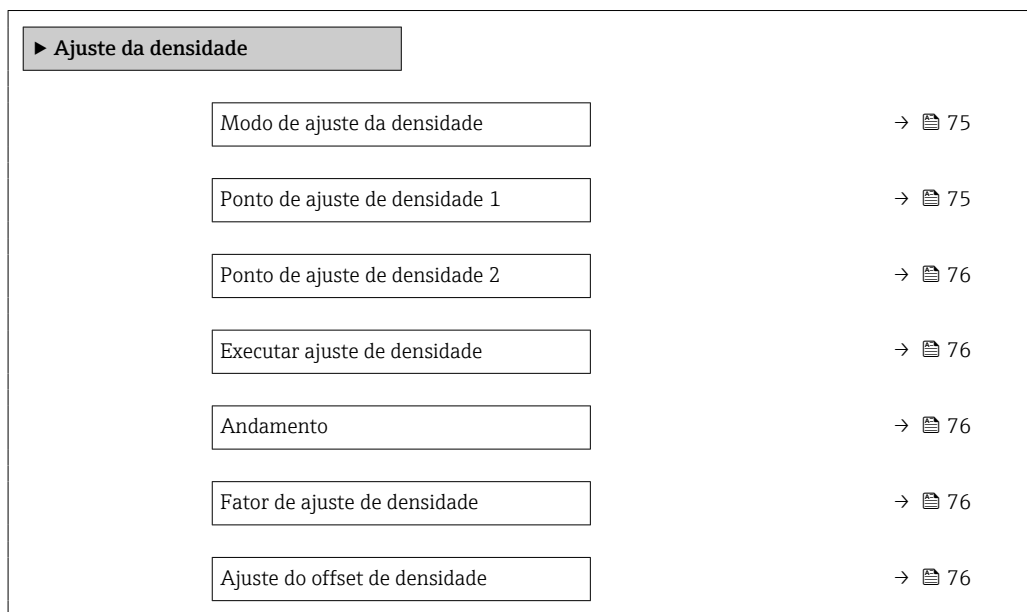 ▶ Ajuste da densidade
Modo de ajuste da densidade → 75
Ponto de ajuste de densidade 1 → 75
Ponto de ajuste de densidade 2 → 76
Executar ajuste de densidade → 76
Andamento → 76
Fator de ajuste de densidade → 76
Ajuste do offset de densidade → 76